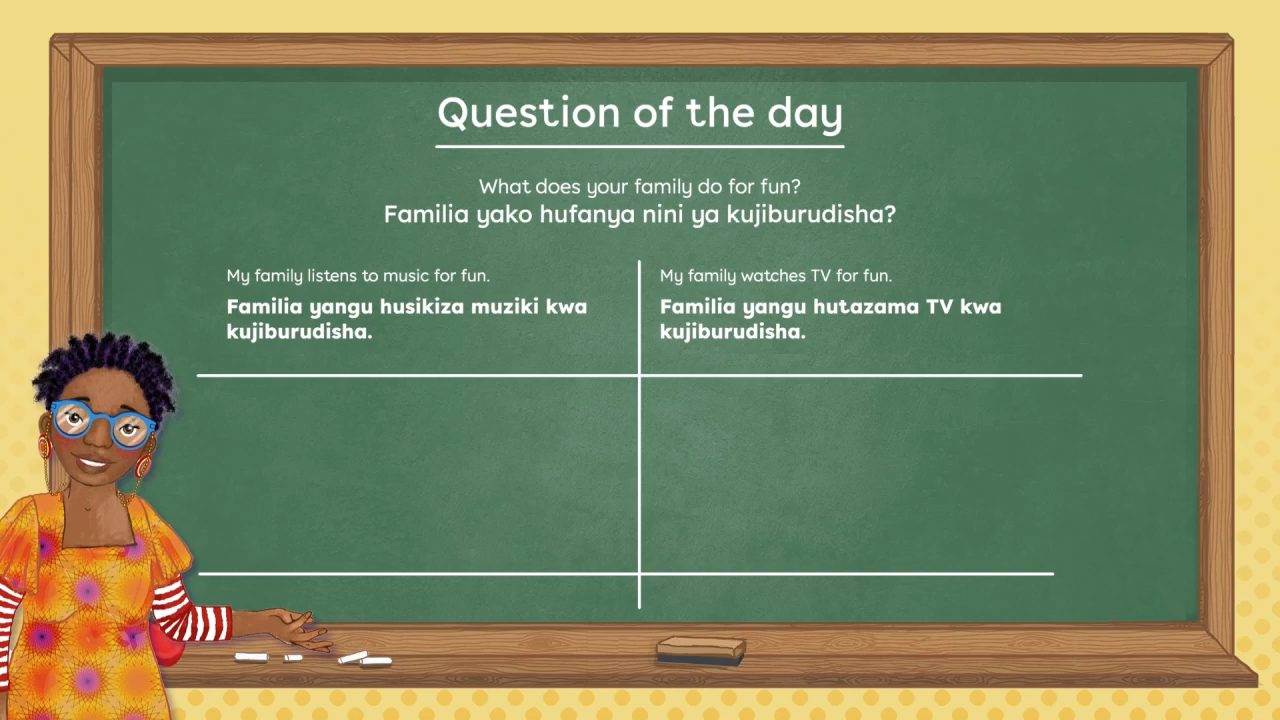 Question of the day
What does your family do for fun?
Familia yako hufanya nini ya kujiburudisha?
My family listens to music for fun.
Familia yangu husikiza muziki kwa
kujiburudisha.
My family watches TV for fun.
Familia yangu hutazama TV kwa
kujiburudisha.